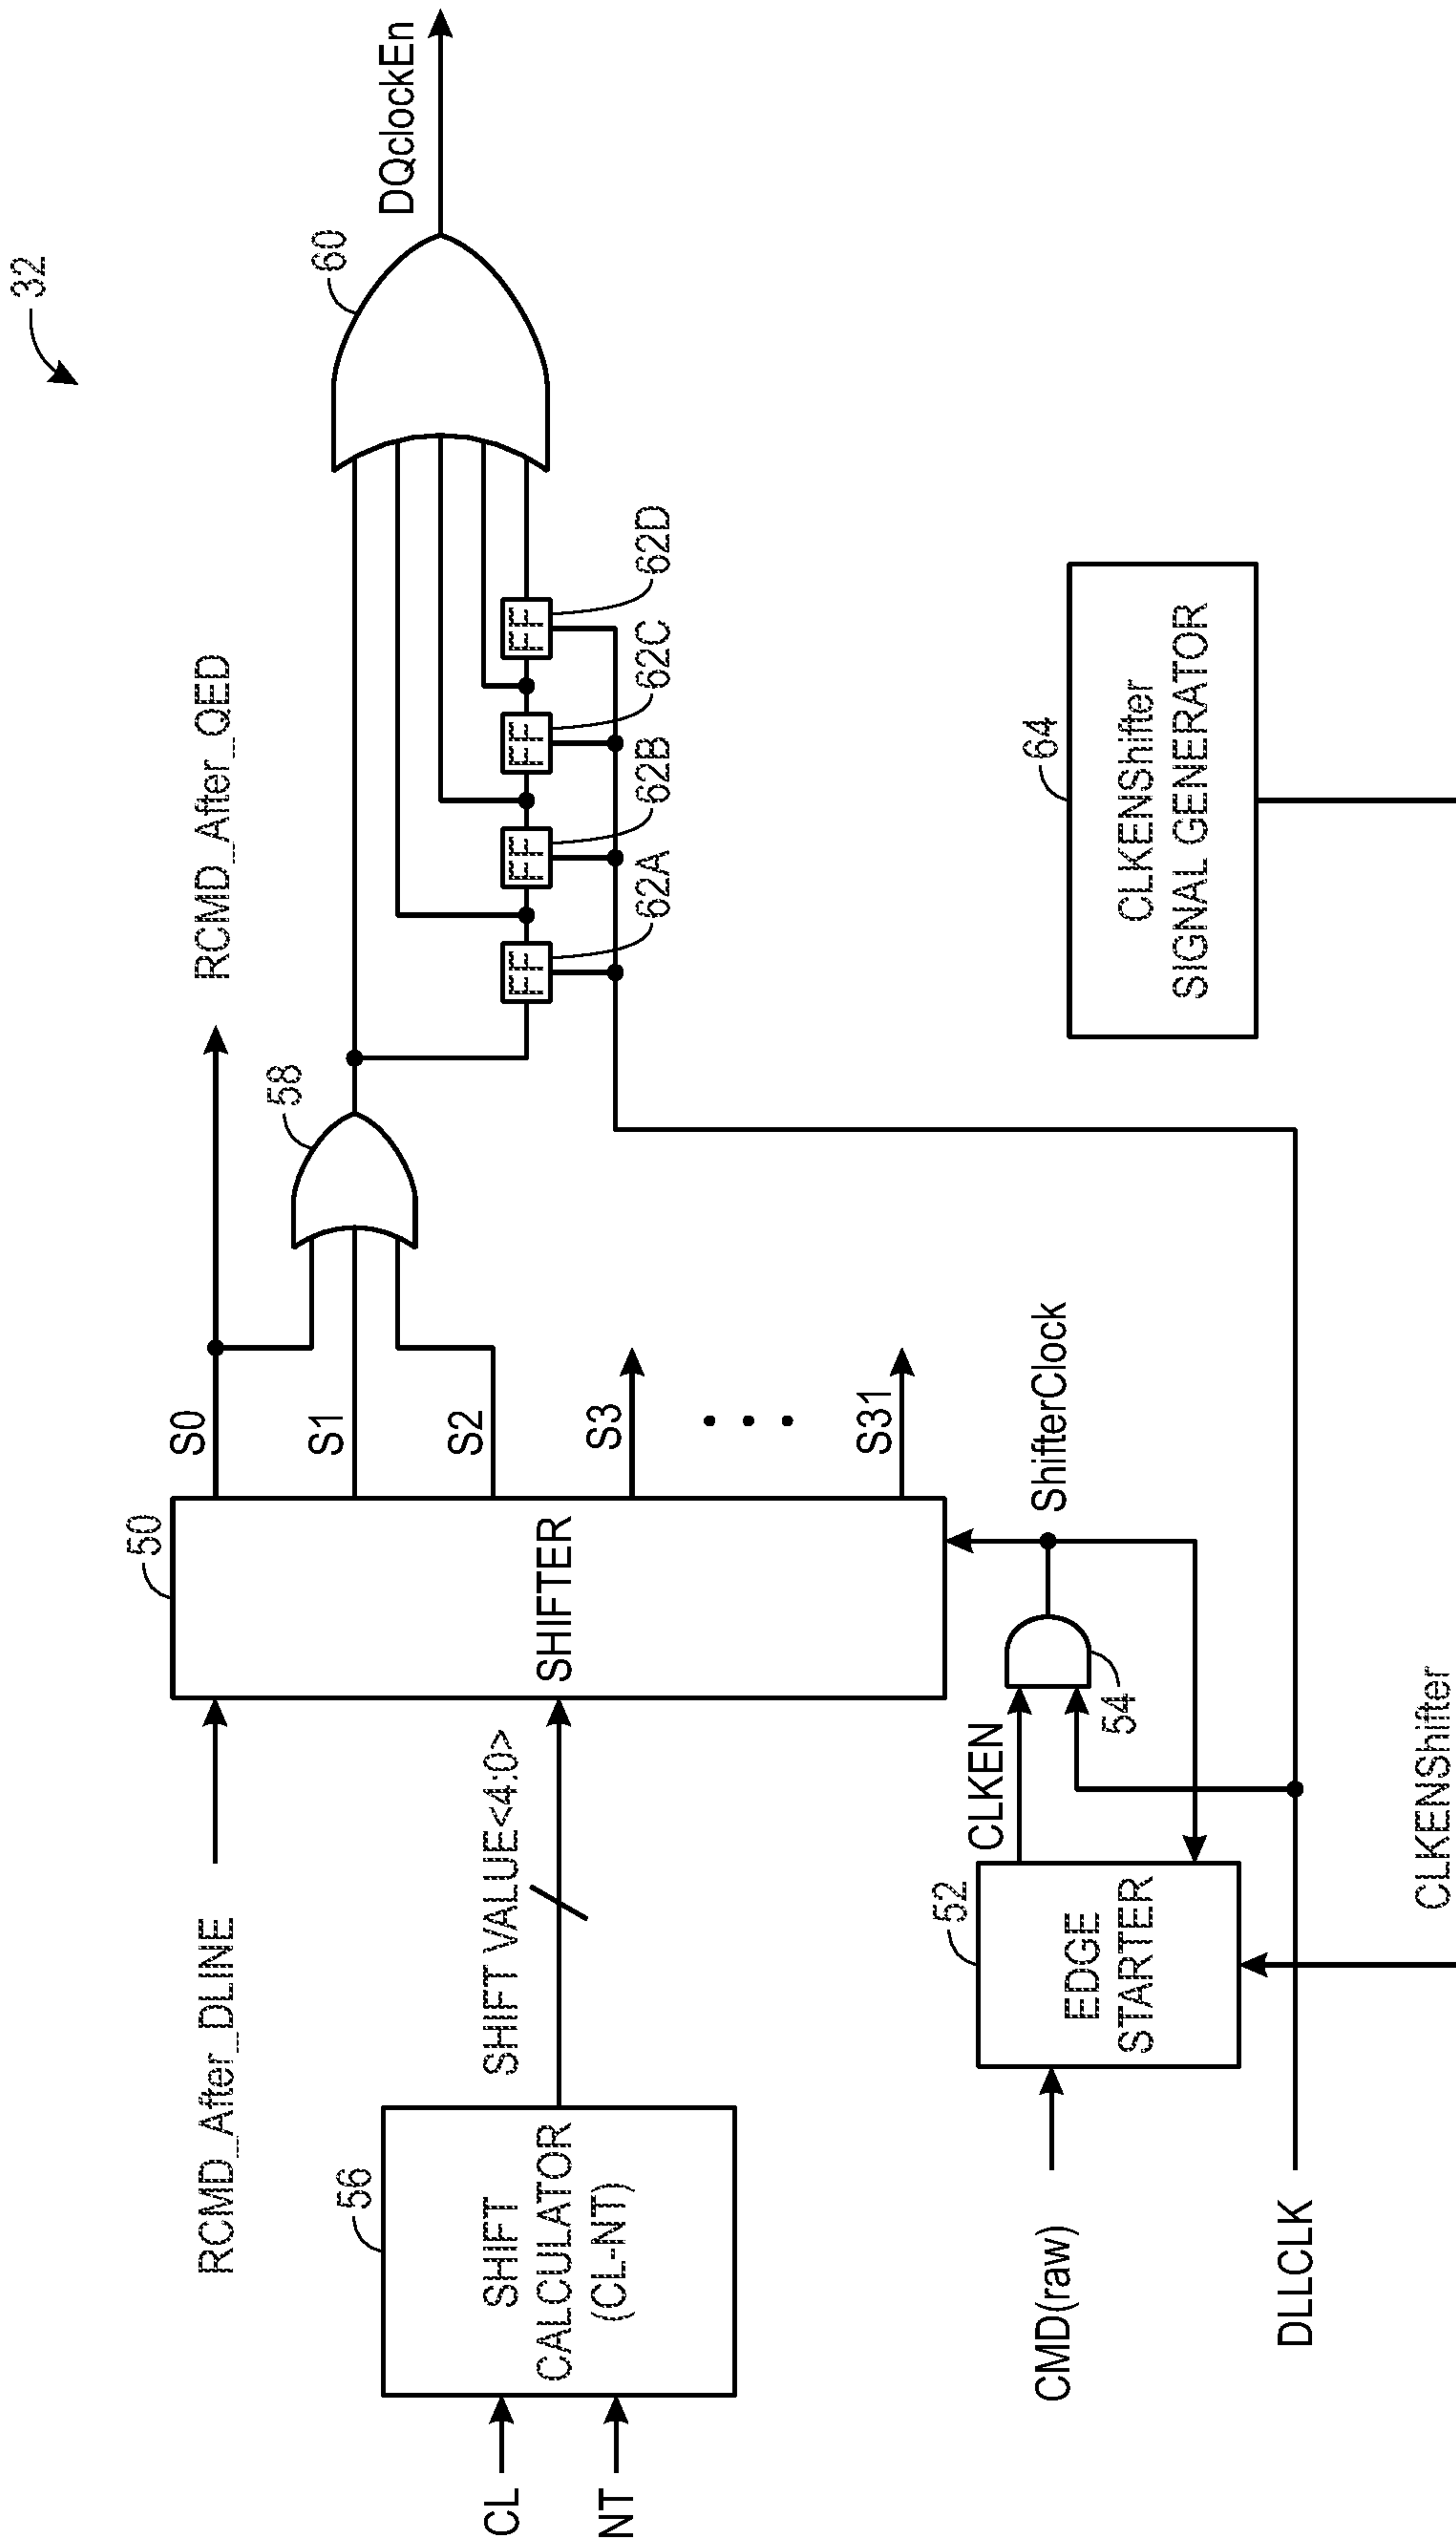 32
RCMD_After_DLINE
50
S0
RCMD_After_QED
58
60
DQclockEn
S1
S2
S3
S31
SHIFTER
56
CL
NT
SHIFT
CALCULATOR
(CL-NT)
SHIFT VALUE<4:0>
FF
FF
FF
FF
62A
62B
62C
62D
CLKEN
54
ShifterClock
52
EDGE
STARTER
CMD(raw)
DLLCLK
CLKENShifter
64
CLKENShifter
SIGNAL GENERATOR